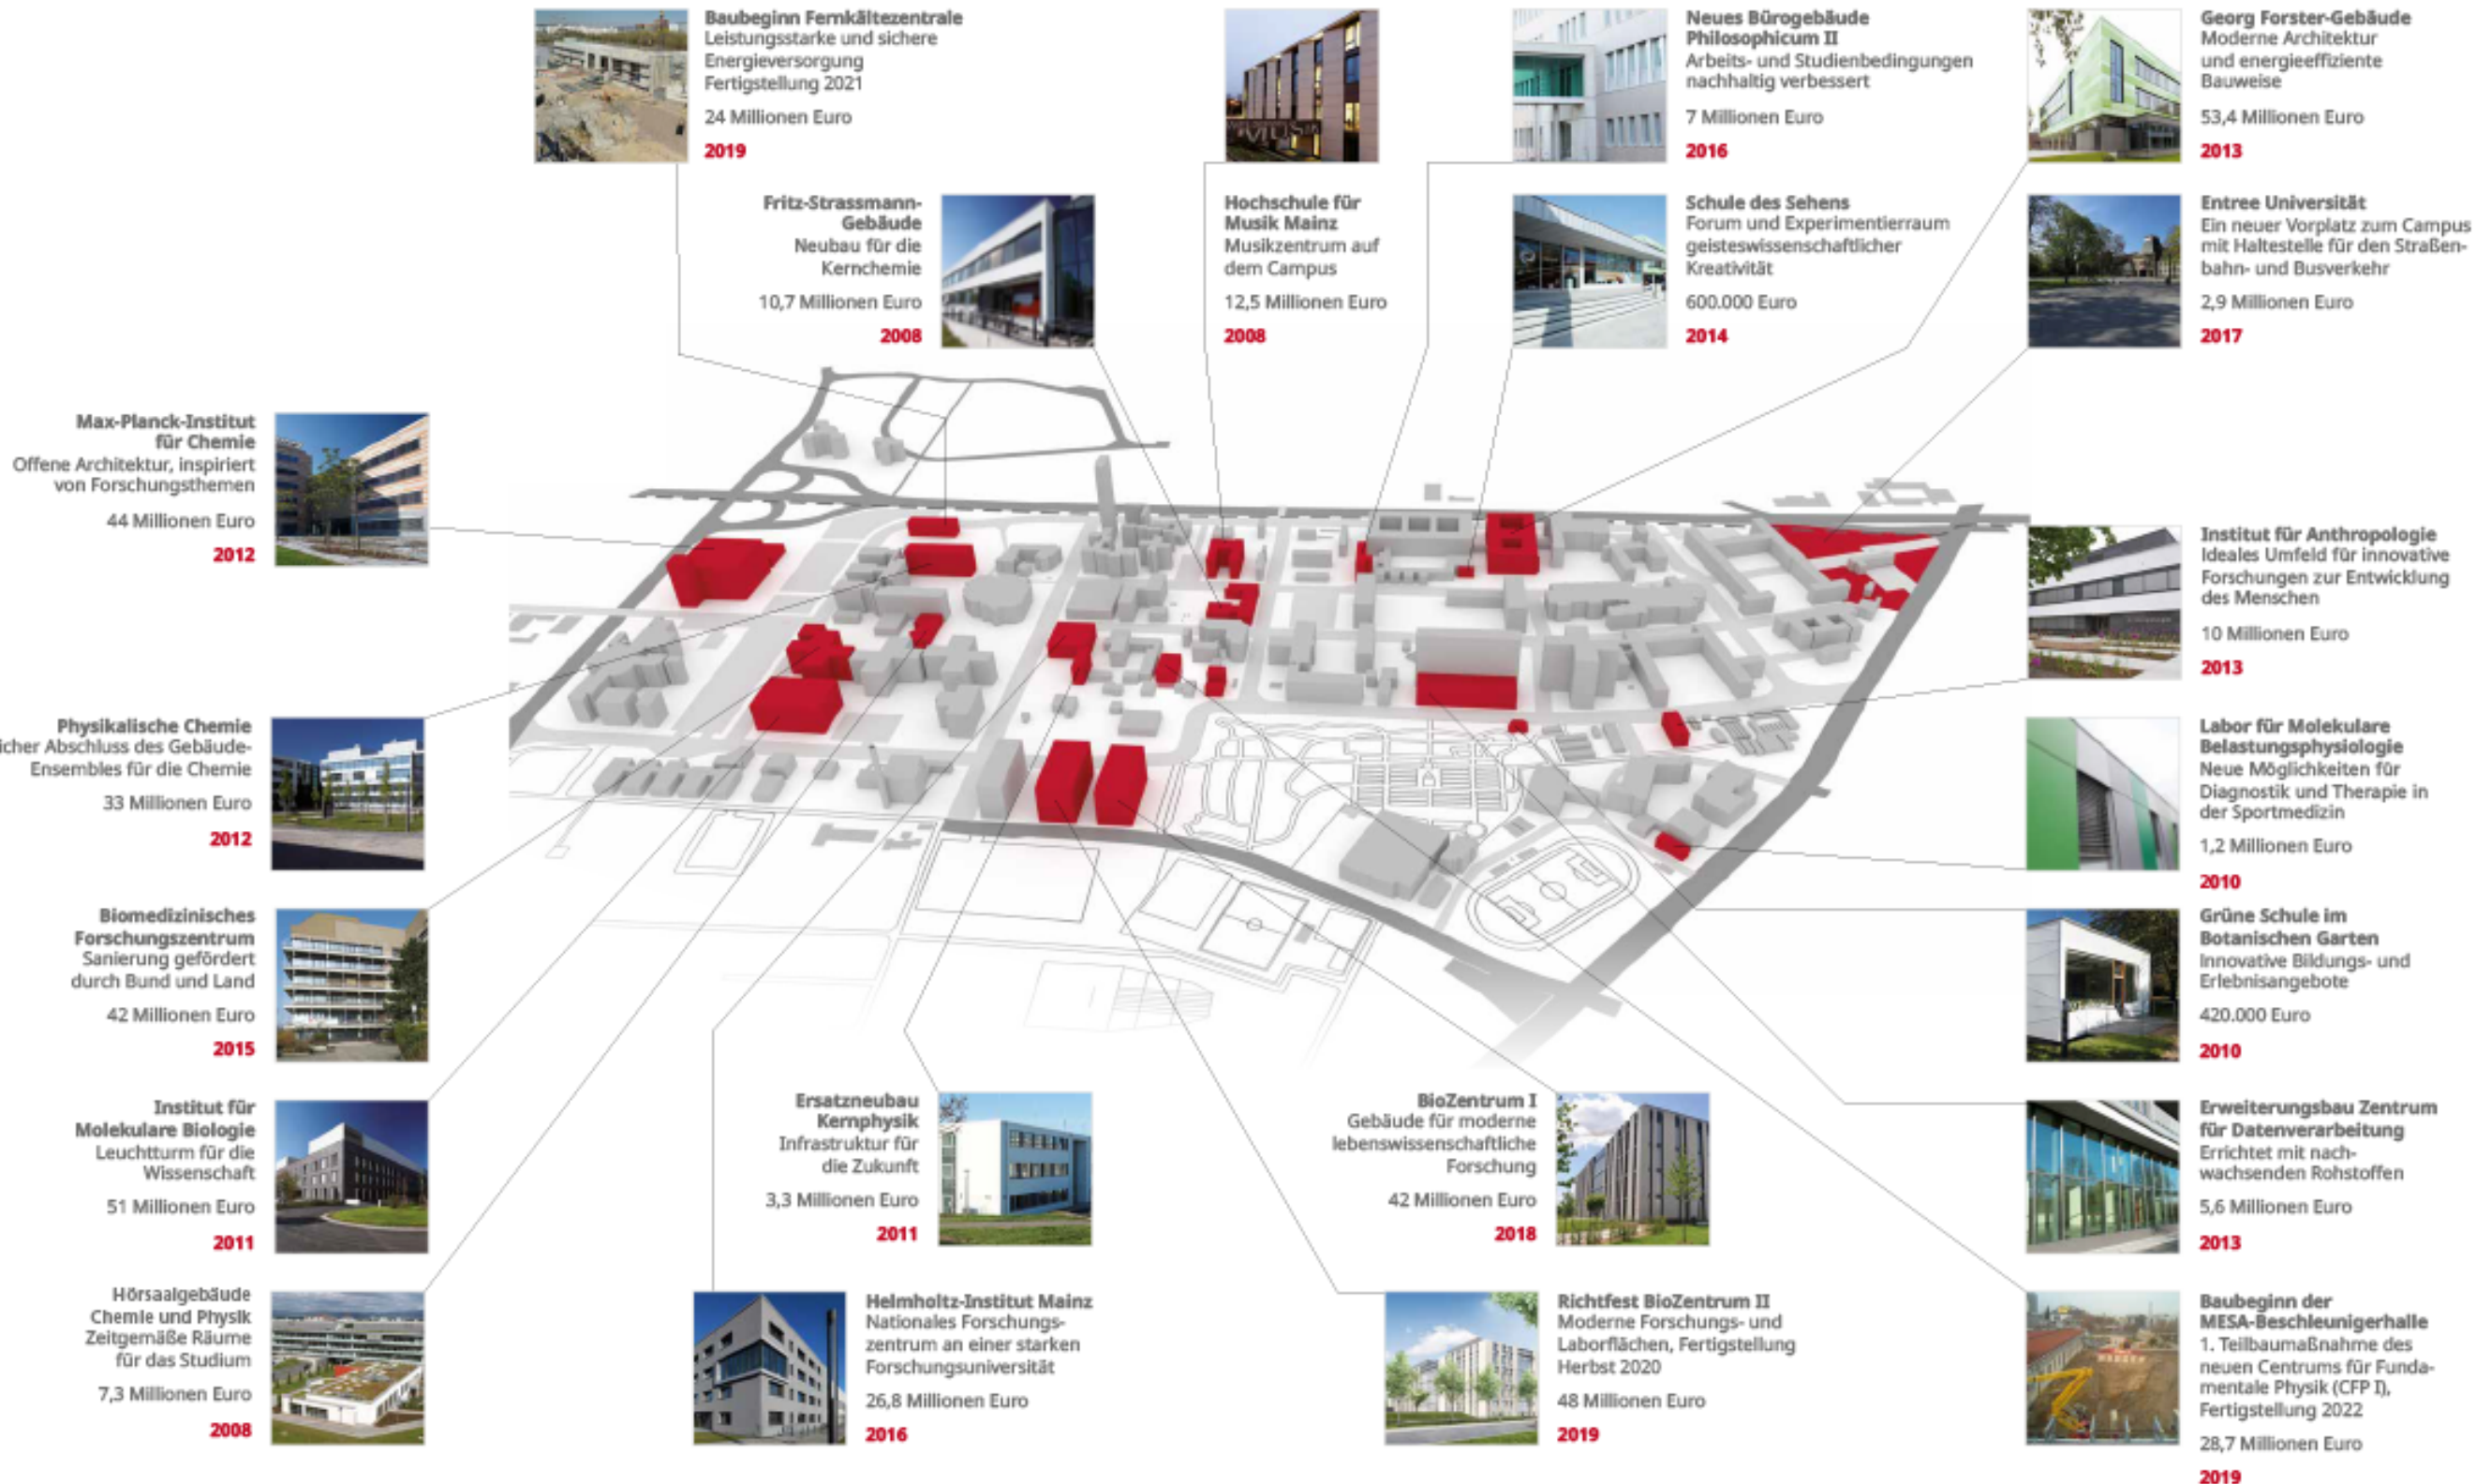 Baubeginn Fernkältezentrale
Leistungsstarke und sichere
Energieversorgung
Fertigstellung 2021
24 Millionen Euro
2019
Neues Bürogebäude
Philosophicum II
Arbeits- und Studienbedingungen
nachhaltig verbessert
7 Millionen Euro
2016
Georg Forster-Gebäude
Moderne Architektur
und energieeffiziente
Bauweise
53,4 Millionen Euro
2013
Fritz-Strassmann-
Gebäude
Neubau für die
Kernchemie
10,7 Millionen Euro
2008
Hochschule für
Musik Mainz
Musikzentrum auf
dem Campus
12,5 Millionen Euro
2008
Schule des Sehens
Forum und Experimentierraum
geisteswissenschaftlicher
Kreativität
600.000 Euro
2014
Entree Universität
Ein neuer Vorplatz zum Campus
mit Haltestelle für den Straßen-
bahn- und Busverkehr
2,9 Millionen Euro
2017
Max-Planck-Institut
für Chemie
Offene Architektur, inspiriert
von Forschungsthemen
44 Millionen Euro
2012
Institut für Anthropologie
Ideales Umfeld für innovative
Forschungen zur Entwicklung
des Menschen
10 Millionen Euro
2013
Physikalische Chemie
icher Abschluss des Gebäude-
Ensembles für die Chemie
33 Millionen Euro
2012
Labor für Molekulare
Belastungsphysiologie
Neue Möglichkeiten für
Diagnostik und Therapie in
der Sportmedizin
1,2 Millionen Euro
2010
Biomedizinisches
Forschungszentrum
Sanierung gefördert
durch Bund und Land
42 Millionen Euro
2015
Grüne Schule im
Botanischen Garten
Innovative Bildungs- und
Erlebnisangebote
420.000 Euro
2010
Institut für
Molekulare Biologie
Leuchtturm für die
Wissenschaft
51 Millionen Euro
2011
Ersatzneubau
Kernphysik
Infrastruktur für
die Zukunft
3,3 Millionen Euro
2011
BioZentrum I
Gebäude für moderne
lebenswissenschaftliche
Forschung
42 Millionen Euro
2018
Erweiterungsbau Zentrum
für Datenverarbeitung
Errichtet mit nach-
wachsenden Rohstoffen
5,6 Millionen Euro
2013
Hörsaalgebäude
Chemie und Physik
Zeitgemäße Räume
für das Studium
7,3 Millionen Euro
2008
Helmholtz-Institut Mainz
Nationales Forschungs-
zentrum an einer starken
Forschungsuniversität
26,8 Millionen Euro
2016
Richtfest BioZentrum II
Moderne Forschungs- und
Laborflächen, Fertigstellung
Herbst 2020
48 Millionen Euro
2019
Baubeginn der
MESA-Beschleunigerhalle
1. Teilbaumaßnahme des
neuen Centrums für Funda-
mentale Physik (CFP I),
Fertigstellung 2022
28,7 Millionen Euro
2019